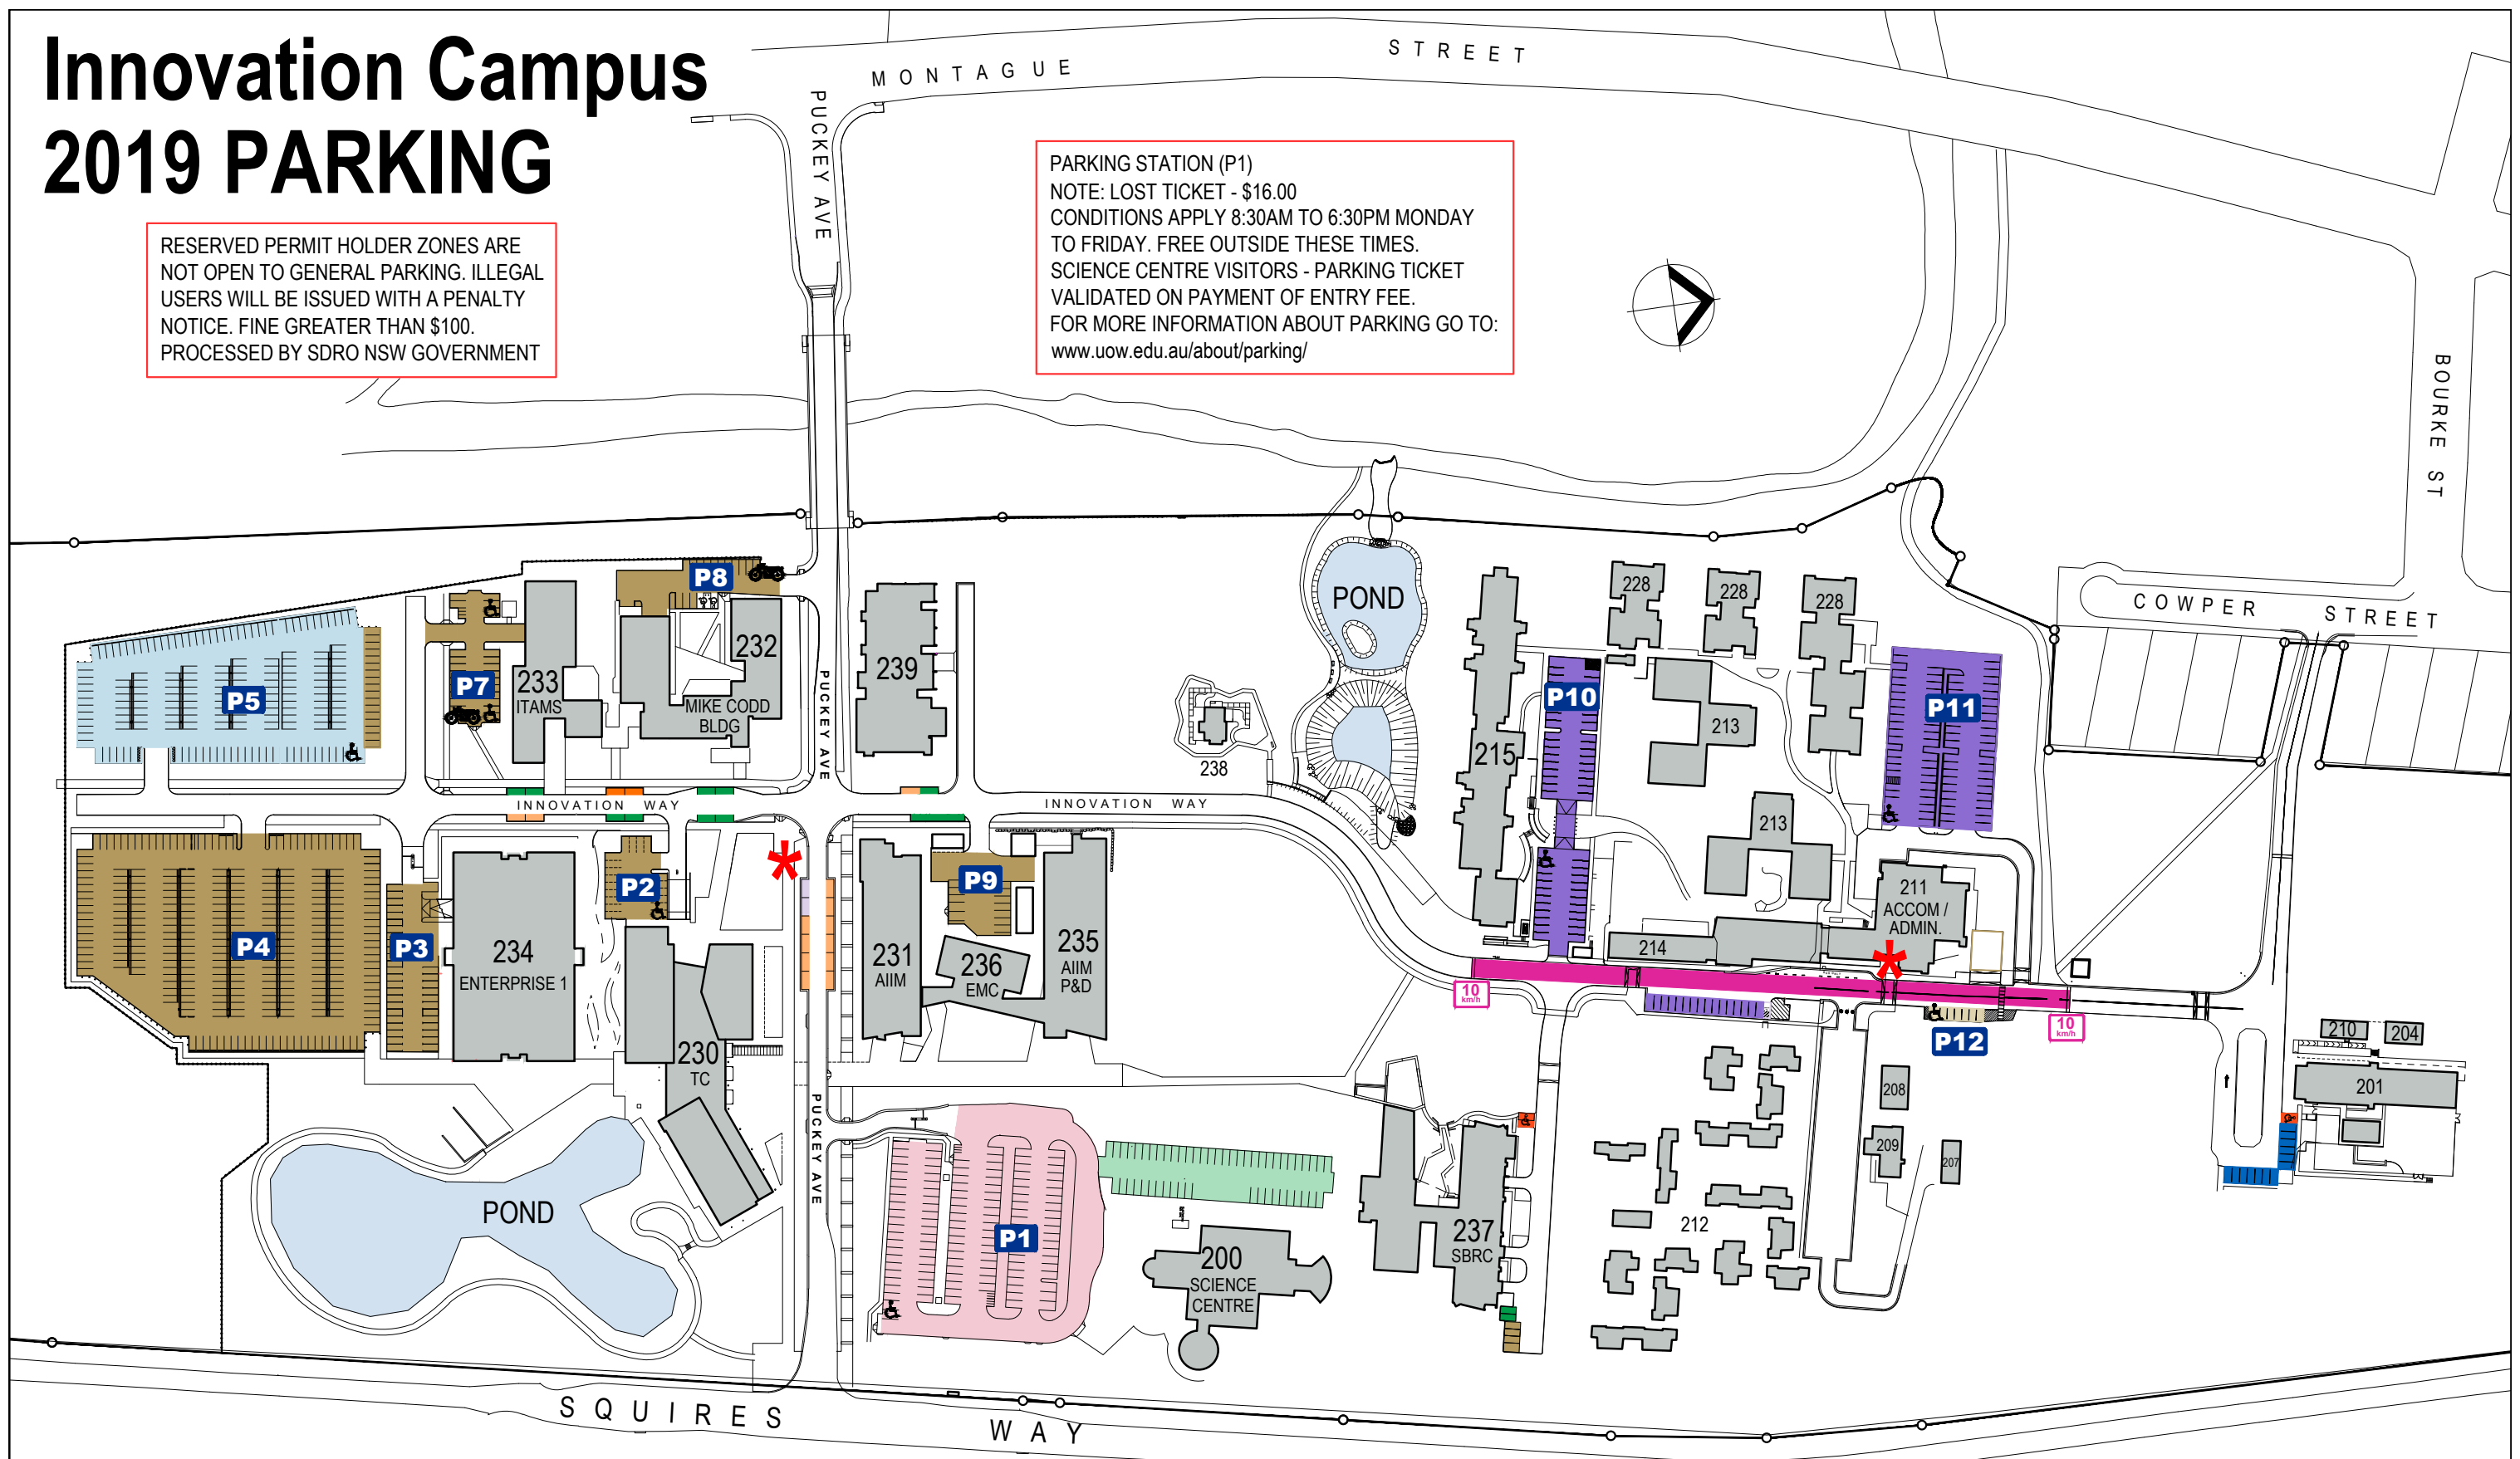 Innovation Campus
2019 PARKING
MONTAGUE STREET
PUCKEY AVE
RESERVED PERMIT HOLDER ZONES ARE
NOT OPEN TO GENERAL PARKING. ILLEGAL
USERS WILL BE ISSUED WITH A PENALTY
NOTICE. FINE GREATER THAN $100.
PROCESSED BY SDRO NSW GOVERNMENT
PARKING STATION (P1)
NOTE: LOST TICKET - $16.00
CONDITIONS APPLY 8:30AM TO 6:30PM MONDAY
TO FRIDAY. FREE OUTSIDE THESE TIMES.
SCIENCE CENTRE VISITORS - PARKING TICKET
VALIDATED ON PAYMENT OF ENTRY FEE.
FOR MORE INFORMATION ABOUT PARKING GO TO:
www.uow.edu.au/about/parking/
BOURKE ST
COWPER STREET
P8
POND
228
228
228
232
MIKE CODD
BLDG
239
P5
P7
233
ITAMS
PUCKEY AVE
P10
P11
213
215
238
INNOVATION WAY
INNOVATION WAY
213
P2
P9
211
ACCOM /
ADMIN.
P4
P3
234
ENTERPRISE 1
231
AIIM
236
EMC
235
AIIM
P&D
214
10
km/h
10
km/h
P12
210
204
230
TC
201
208
PUCKEY AVE
209
207
POND
P1
200
SCIENCE
CENTRE
237
SBRC
212
SQUIRES WAY